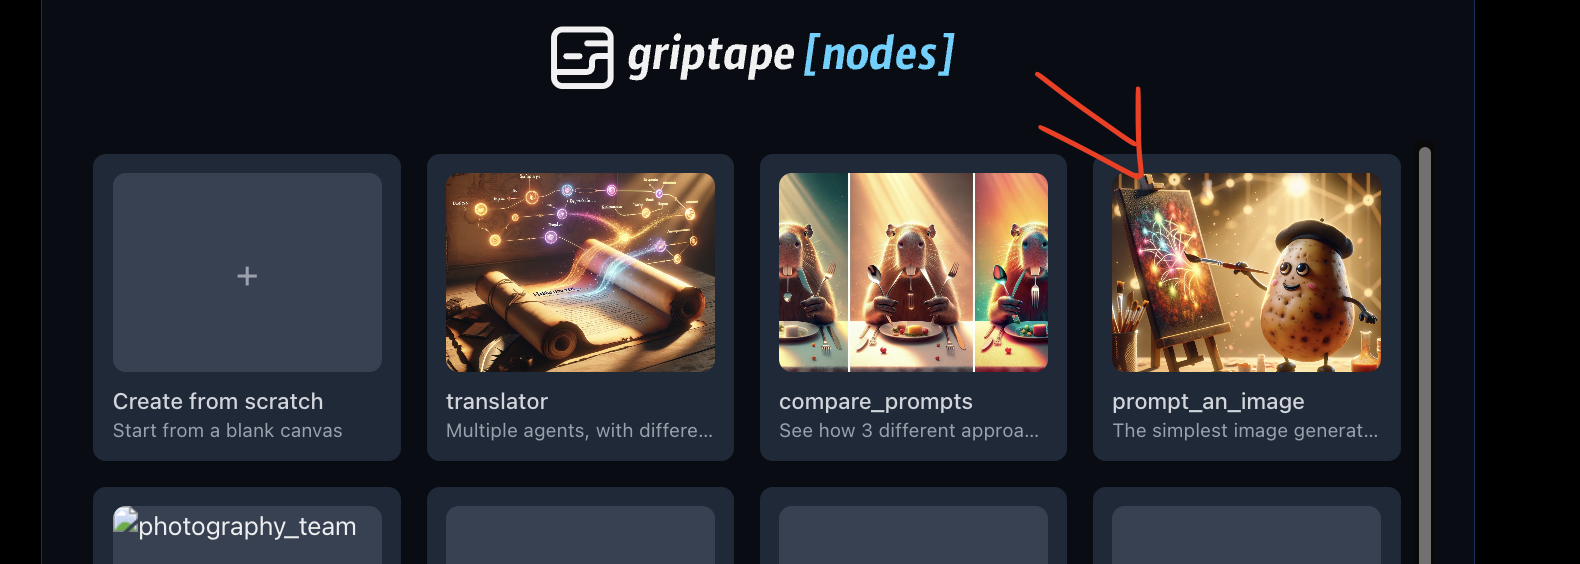 griptape [nodes]
Create from scratch
Start from a blank canvas
translator
Multiple agents, with differe...
compare_prompts
See how 3 different approa...
prompt_an_image
The simplest image generat...
photography_team